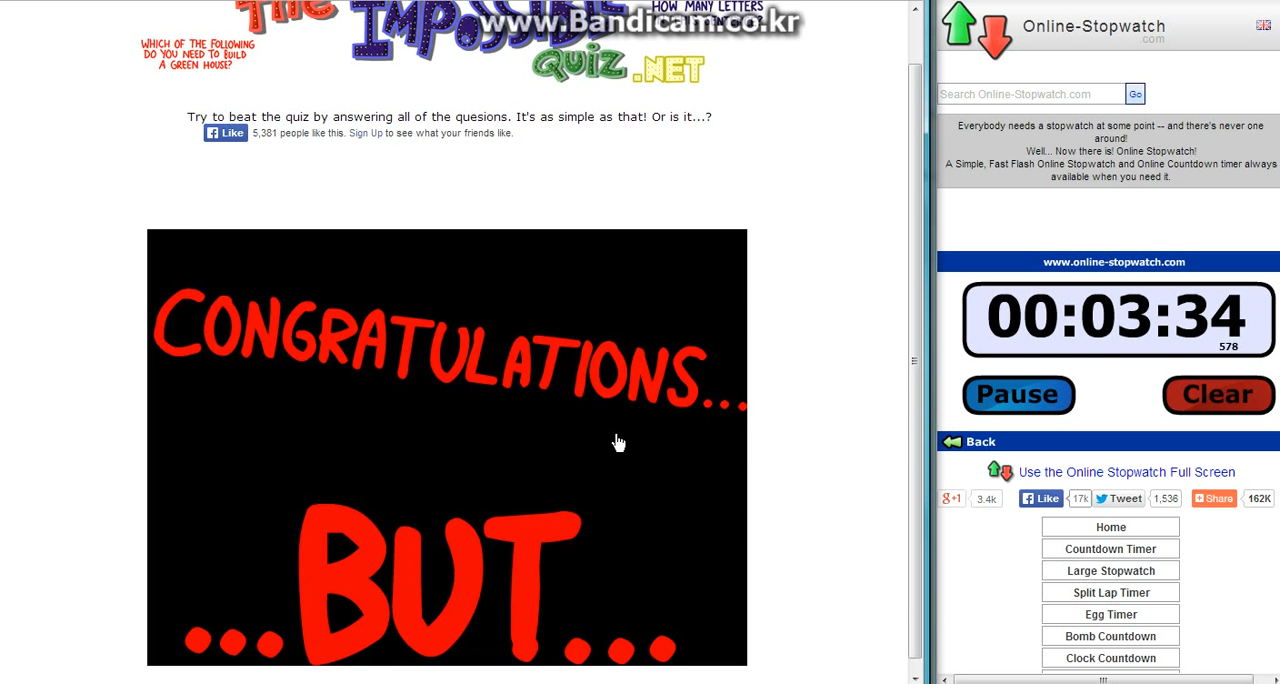 The
Impossible
Quiz
.NET
HOW MANY LETTERS
www.Bandicam.co.kr
WHICH OF THE FOLLOWING
DO YOU NEED TO BUILD
A GREEN HOUSE?
Try to beat the quiz by answering all of the quesions. It's as simple as that! Or is it...?
Like
5,381 people like this. Sign Up to see what your friends like.
CONGRATULATIONS...
...BUT...
Online-Stopwatch
.com
Search Online-Stopwatch.com
Go
Everybody needs a stopwatch at some point -- and there's never one
around!
Well... Now there is! Online Stopwatch!
A Simple, Fast Flash Online Stopwatch and Online Countdown timer always
available when you need it.
www.online-stopwatch.com
00:03:34
578
Pause
Clear
Back
Use the Online Stopwatch Full Screen
g+1
3.4k
Like
17k
Tweet
1,536
Share
162K
Home
Countdown Timer
Large Stopwatch
Split Lap Timer
Egg Timer
Bomb Countdown
Clock Countdown